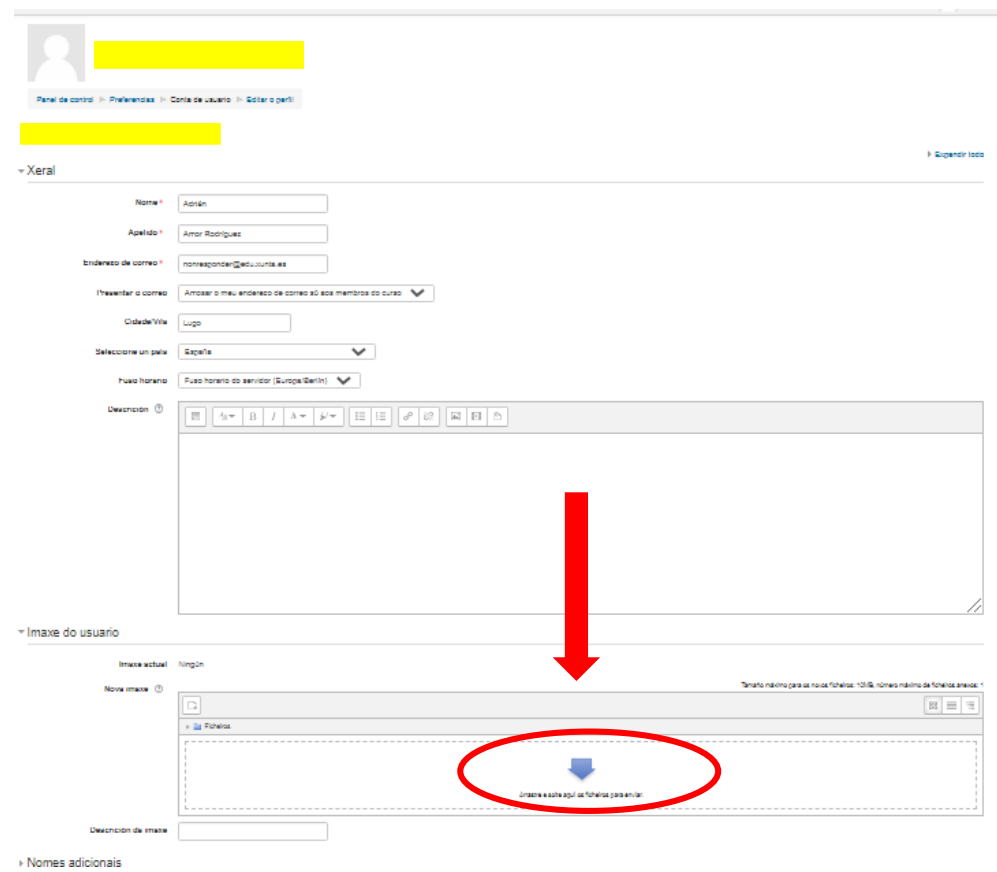 Panel de control Preferencias Conta de usuario Editar o perfil
Expandir todo
Xeral
Nome *
Adrián
Apelido *
Amor Rodríguez
Enderezo de correo *
nonresponder@edu.xunta.es
Presentar o correo
Amosar o meu enderezo de correo só aos membros do curso
Cidade/Vila
Lugo
Seleccione un país
España
Fuso horario
Fuso horario do servidor (Europa/Berlin)
Descrición
B I
Imaxe do usuario
Imaxe actual
Ningún
Nova imaxe
Tamaño máximo para os novos ficheiros: 10MB, número máximo de ficheiros anexos: 1
Ficheiros
Arrastre e solte aquí os ficheiros para enviar.
Descrición da imaxe
Nomes adicionais